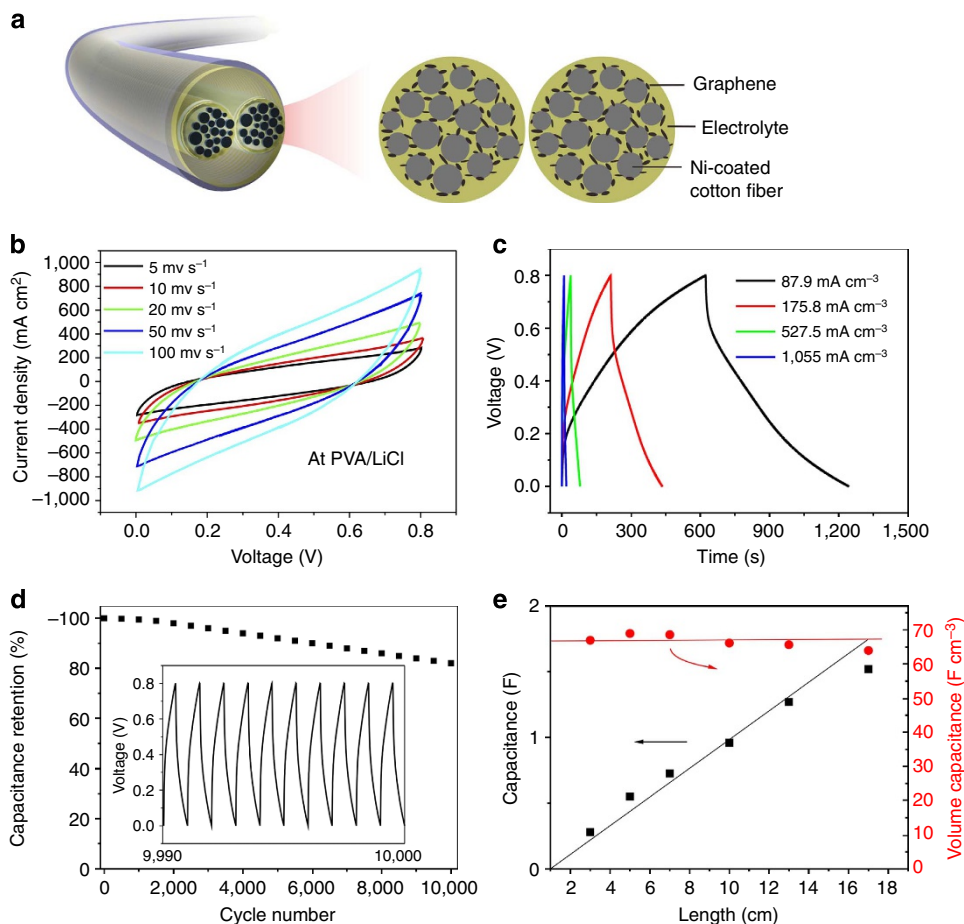 a
Graphene
Electrolyte
Ni-coated
cotton fiber
b
1,000
800
600
400
200
0
−200
−400
−600
−800
−1,000
Current density (mA cm²)
5 mv s⁻¹
10 mv s⁻¹
20 mv s⁻¹
50 mv s⁻¹
100 mv s⁻¹
At PVA/LiCl
0.0 0.2 0.4 0.6 0.8
Voltage (V)
c
0.8
0.6
0.4
0.2
0.0
Voltage (V)
87.9 mA cm⁻³
175.8 mA cm⁻³
527.5 mA cm⁻³
1,055 mA cm⁻³
0 300 600 900 1,200 1,500
Time (s)
d
−100
80
60
40
20
0
Capacitance retention (%)
0.8
0.6
0.4
0.2
0.0
Voltage (V)
9,990 10,000
0 2,000 4,000 6,000 8,000 10,000
Cycle number
e
2
1
0
Capacitance (F)
70
60
50
40
30
20
10
0
Volume capacitance (F cm⁻³)
2 4 6 8 10 12 14 16 18
Length (cm)